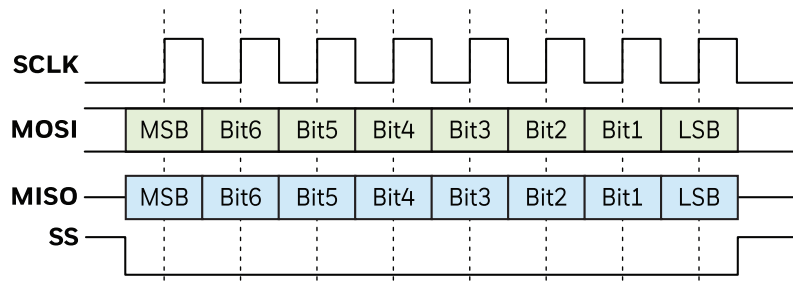 SCLK
MOSI MSB Bit6 Bit5 Bit4 Bit3 Bit2 Bit1 LSB
MISO MSB Bit6 Bit5 Bit4 Bit3 Bit2 Bit1 LSB
SS